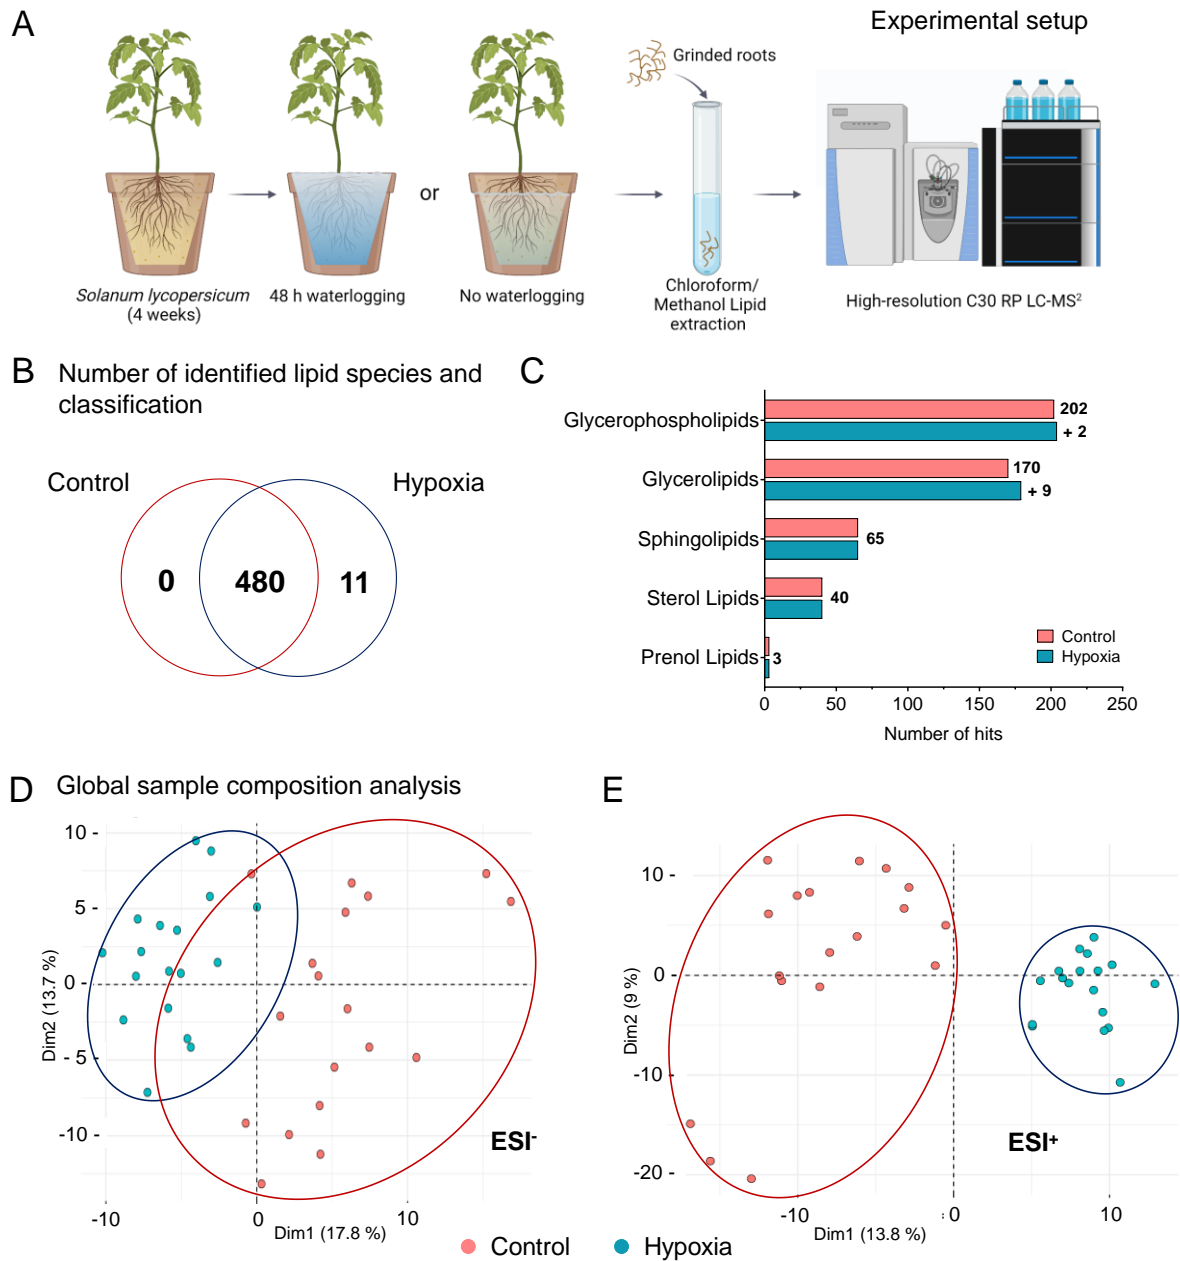 A
Experimental setup
Grinded roots
or
Solanum lycopersicum
(4 weeks)
48 h waterlogging
No waterlogging
Chloroform/
Methanol Lipid
extraction
High-resolution C30 RP LC-MS²
B
Number of identified lipid species and
classification
Control
Hypoxia
0
480
11
C
Glycerophospholipids
202
+ 2
Glycerolipids
170
+ 9
Sphingolipids
65
Sterol Lipids
40
Prenol Lipids
3
Control
Hypoxia
0 50 100 150 200 250
Number of hits
D
Global sample composition analysis
10 -
5 -
0 -
- 5 -
-10 -
Dim2 (13.7 %)
ESI⁻
-10 0 10
Dim1 (17.8 %)
E
10 -
0 -
-10 -
-20 -
Dim2 (9 %)
ESI⁺
-10 0 10
Dim1 (13.8 %)
Control
Hypoxia